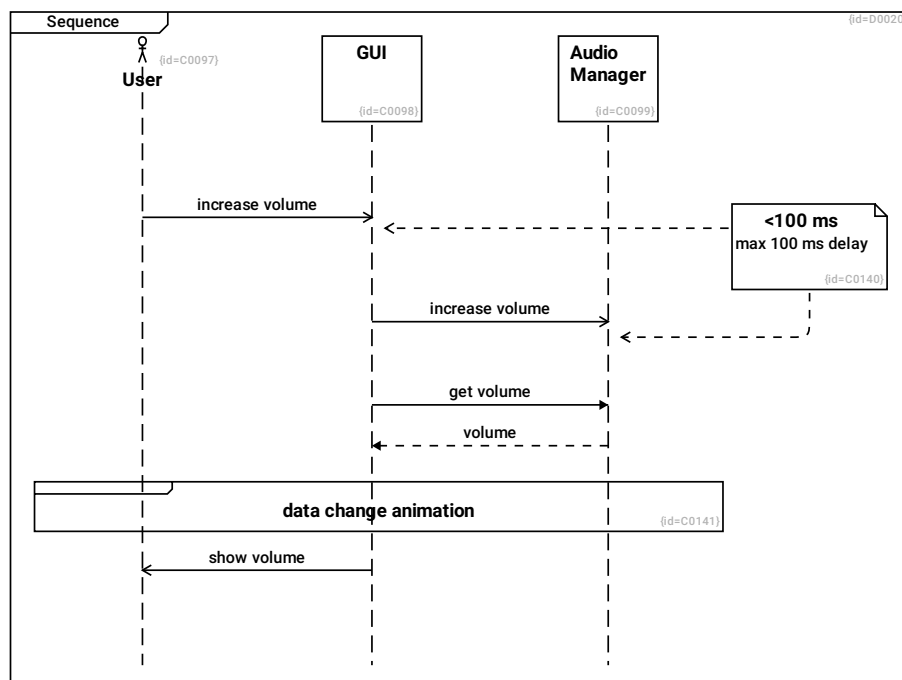 Sequence
{id=D0020
{id=C0097}
User
GUI
{id=C0098}
Audio
Manager
{id=C0099}
increase volume
<100 ms
max 100 ms delay
{id=C0140}
increase volume
get volume
volume
data change animation
{id=C0141}
show volume